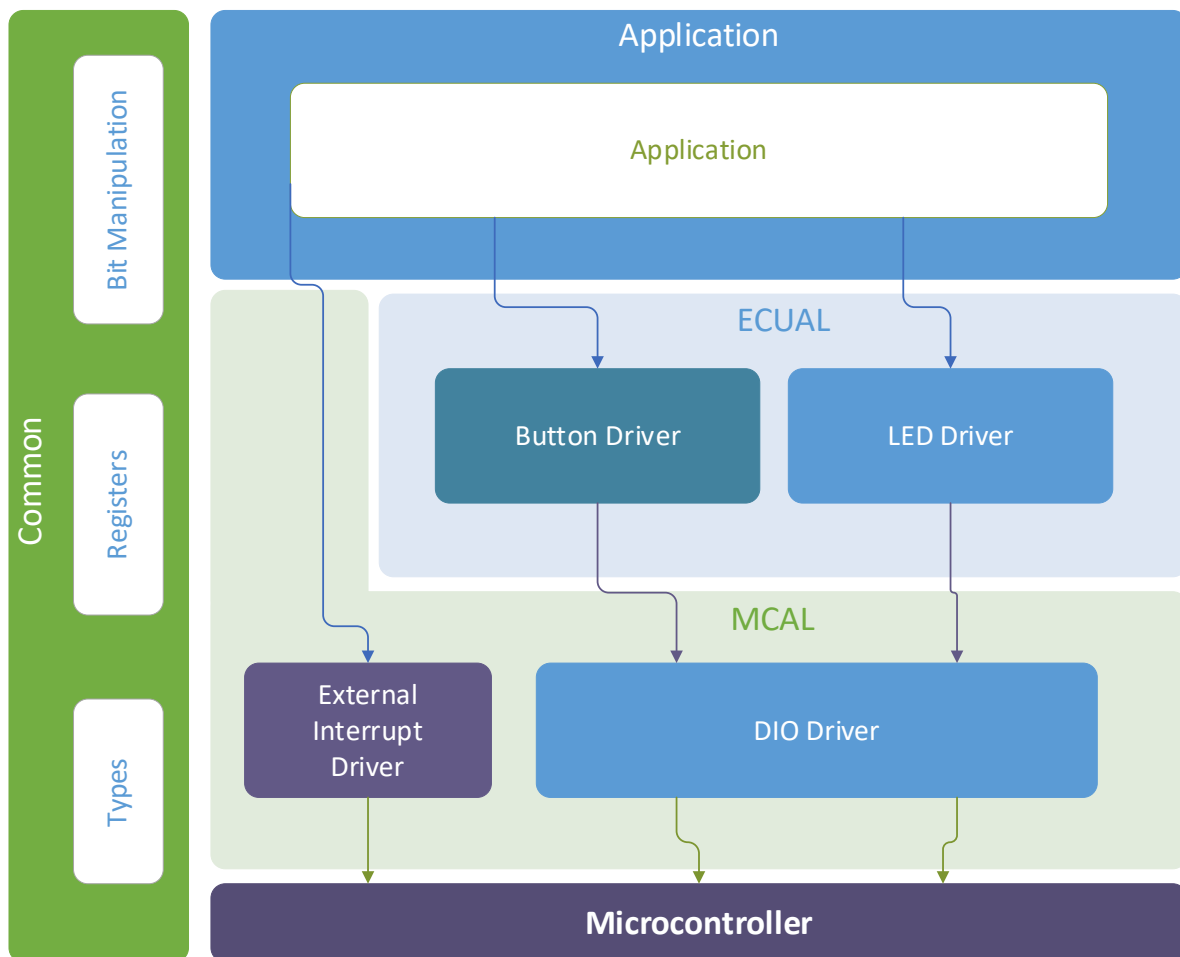 Common
Bit Manipulation
Registers
Types
Application
Application
ECUAL
Button Driver
LED Driver
MCAL
External
Interrupt
Driver
DIO Driver
Microcontroller